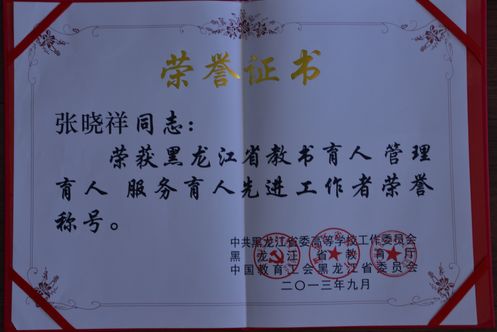 荣誉证书
张晓祥同志：
荣获黑龙江省教书育人 管理
育人 服务育人先进工作者荣誉
称号。
中共黑龙江省委高等学校工作委员会
黑龙江省教育厅
中国教育工会黑龙江省委员会
二〇一三年九月